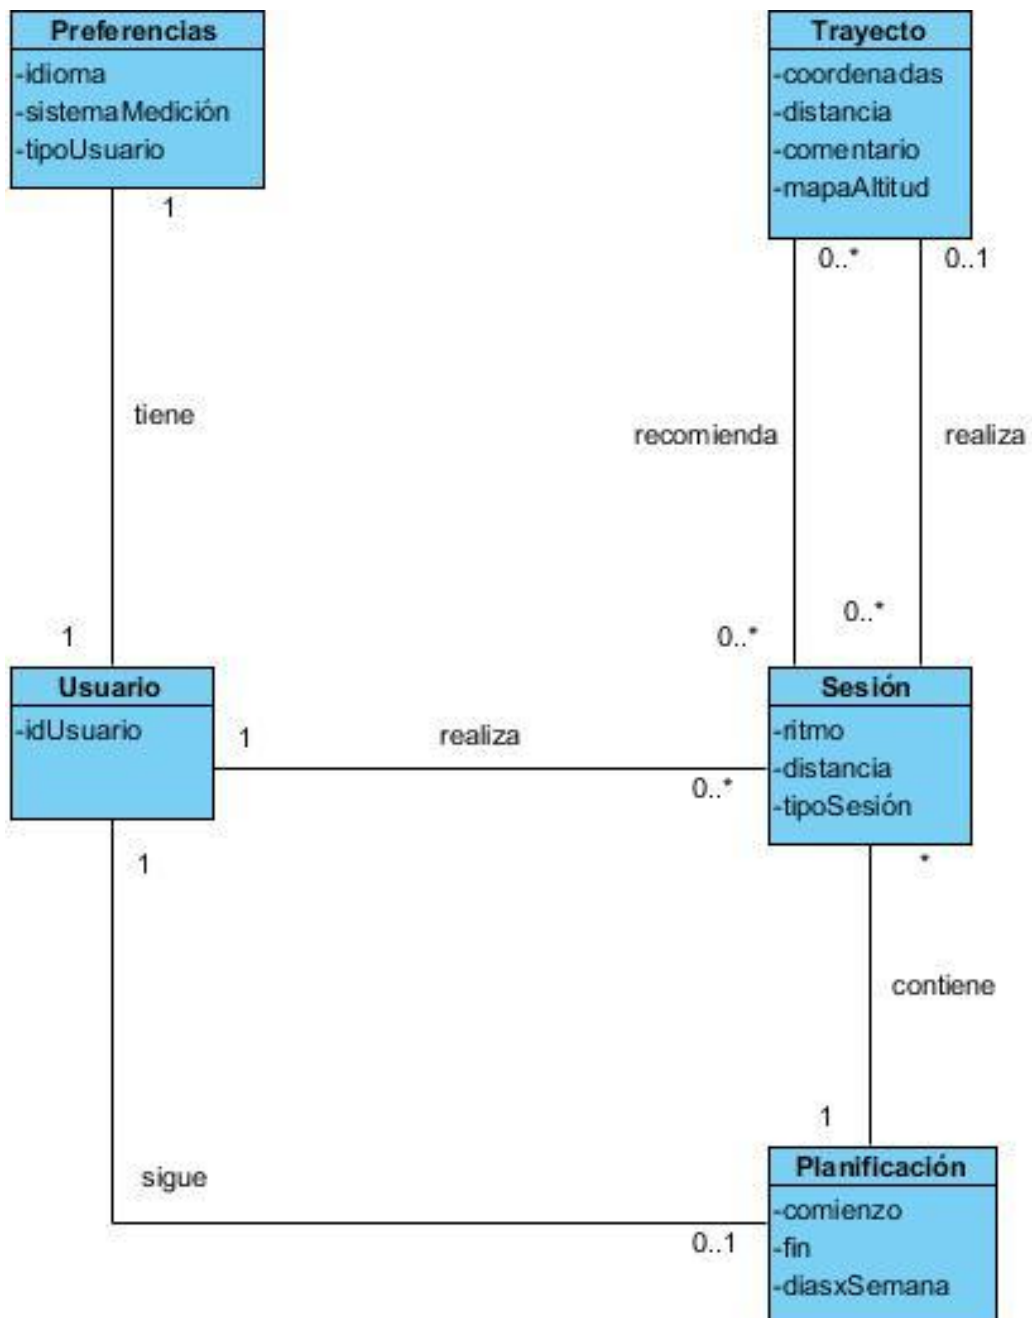 Preferencias
-idioma
-sistemaMedición
-tipoUsuario
1
Trayecto
-coordenadas
-distancia
-comentario
-mapaAltitud
0..*
0..1
tiene
recomienda
realiza
1
0..*
0..*
Usuario
-idUsuario
1
realiza
0..*
Sesión
-ritmo
-distancia
-tipoSesión
1
*
contiene
1
sigue
0..1
Planificación
-comienzo
-fin
-diasxSemana